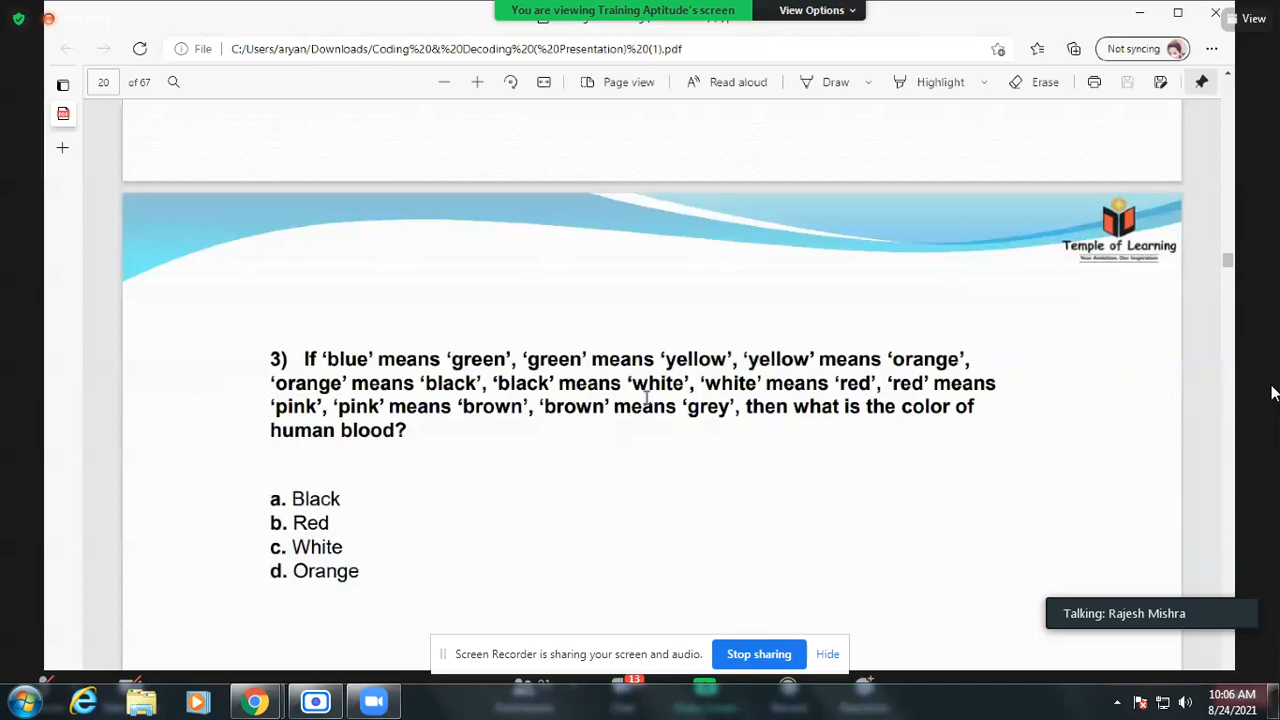 You are viewing Training Aptitude's screen
View Options
View
File
C:/Users/aryan/Downloads/Coding%20&%20Decoding%20(%20Presentation)%20(1).pdf
Not syncing
20 of 67
Page view
Read aloud
Draw
Highlight
Erase
Temple of Learning
Your Ambition, Our Inspiration
3) If ‘blue’ means ‘green’, ‘green’ means ‘yellow’, ‘yellow’ means ‘orange’,
‘orange’ means ‘black’, ‘black’ means ‘white’, ‘white’ means ‘red’, ‘red’ means
‘pink’, ‘pink’ means ‘brown’, ‘brown’ means ‘grey’, then what is the color of
human blood?
a. Black
b. Red
c. White
d. Orange
Talking: Rajesh Mishra
Screen Recorder is sharing your screen and audio.
Stop sharing
Hide
13
10:06 AM
8/24/2021